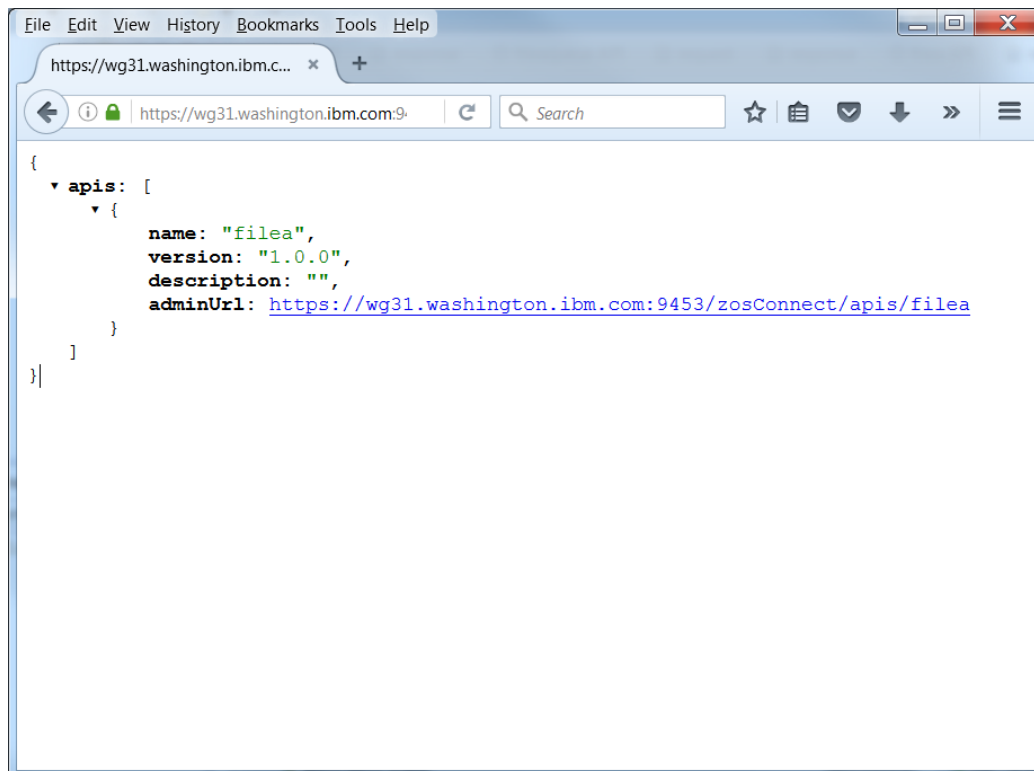 File Edit View History Bookmarks Tools Help
https://wg31.washington.ibm.c...
https://wg31.washington.ibm.com:9
Search
{
apis: [
{
name: "filea",
version: "1.0.0",
description: "",
adminUrl: https://wg31.washington.ibm.com:9453/zosConnect/apis/filea
}
]
}